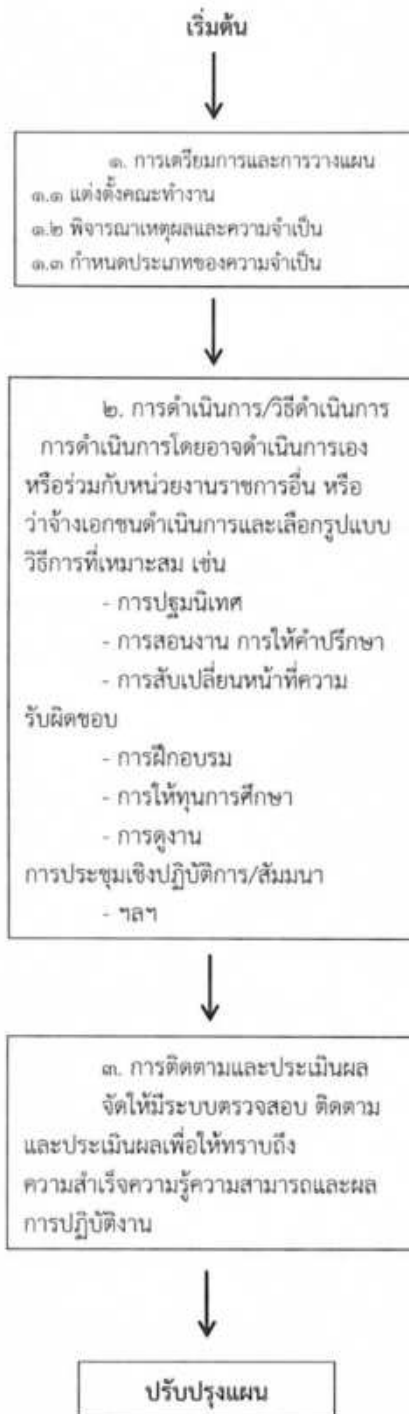 เริ่มต้น
๑. การเตรียมการและการวางแผน
๑.๑ แต่งตั้งคณะทำงาน
๑.๒ พิจารณาเหตุผลและความจำเป็น
๑.๓ กำหนดประเภทของความจำเป็น
๒. การดำเนินการ/วิธีดำเนินการ
การดำเนินการโดยอาจดำเนินการเอง
หรือร่วมกับหน่วยงานราชการอื่น หรือ
ว่าจ้างเอกชนดำเนินการและเลือกรูปแบบ
วิธีการที่เหมาะสม เช่น
- การปฐมนิเทศ
- การสอนงาน การให้คำปรึกษา
- การสับเปลี่ยนหน้าที่ความ
รับผิดชอบ
- การฝึกอบรม
- การให้ทุนการศึกษา
- การดูงาน
การประชุมเชิงปฏิบัติการ/สัมมนา
- ฯลฯ
๓. การติดตามและประเมินผล
จัดให้มีระบบตรวจสอบ ติดตาม
และประเมินผลเพื่อให้ทราบถึง
ความสำเร็จความรู้ความสามารถและผล
การปฏิบัติงาน
ปรับปรุงแผน